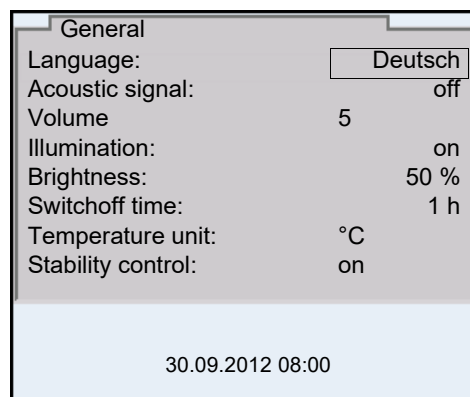 General
Language: Deutsch
Acoustic signal: off
Volume 5
Illumination: on
Brightness: 50 %
Switchoff time: 1 h
Temperature unit: °C
Stability control: on
30.09.2012 08:00